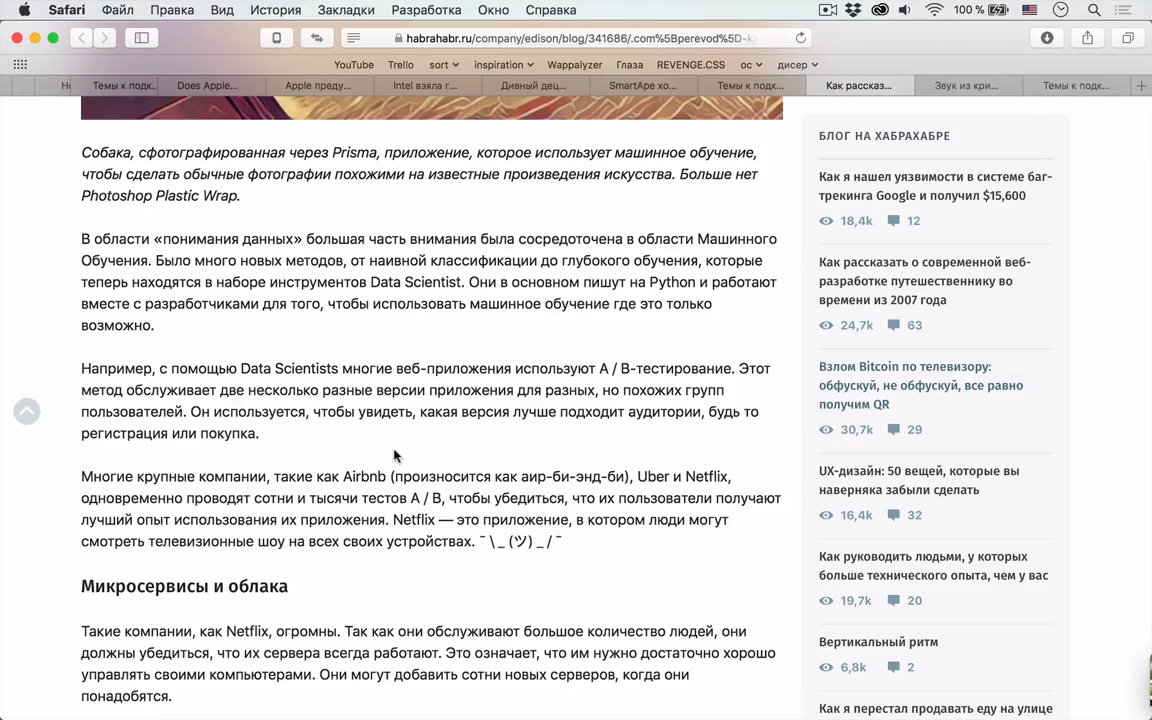 Safari Файл Правка Вид История Закладки Разработка Окно Справка 100 %
habrahabr.ru/company/edison/blog/341686/.com%5Bperevod%5D-k
YouTube Trello sort inspiration Wappalyzer Глаза REVENGE.CSS ос дисер
Темы к подк... Does Apple... Apple преду... Intel взяла г... Дивный дец... SmartApe хо... Темы к подк... Как рассказ... Звук из кри... Темы к подк...
Собака, сфотографированная через Prisma, приложение, которое использует машинное обучение,
чтобы сделать обычные фотографии похожими на известные произведения искусства. Больше нет
Photoshop Plastic Wrap.
В области «понимания данных» большая часть внимания была сосредоточена в области Машинного
Обучения. Было много новых методов, от наивной классификации до глубокого обучения, которые
теперь находятся в наборе инструментов Data Scientist. Они в основном пишут на Python и работают
вместе с разработчиками для того, чтобы использовать машинное обучение где это только
возможно.
Например, с помощью Data Scientists многие веб-приложения используют A / B-тестирование. Этот
метод обслуживает две несколько разные версии приложения для разных, но похожих групп
пользователей. Он используется, чтобы увидеть, какая версия лучше подходит аудитории, будь то
регистрация или покупка.
Многие крупные компании, такие как Airbnb (произносится как аир-би-энд-би), Uber и Netflix,
одновременно проводят сотни и тысячи тестов A / B, чтобы убедиться, что их пользователи получают
лучший опыт использования их приложения. Netflix — это приложение, в котором люди могут
смотреть телевизионные шоу на всех своих устройствах. ¯ \ _ (ツ) _ / ¯
Микросервисы и облака
Такие компании, как Netflix, огромны. Так как они обслуживают большое количество людей, они
должны убедиться, что их сервера всегда работают. Это означает, что им нужно достаточно хорошо
управлять своими компьютерами. Они могут добавить сотни новых серверов, когда они
понадобятся.
БЛОГ НА ХАБРАХАБРЕ
Как я нашел уязвимости в системе баг-
трекинга Google и получил $15,600
18,4k 12
Как рассказать о современной веб-
разработке путешественнику во
времени из 2007 года
24,7k 63
Взлом Bitcoin по телевизору:
обфускуй, не обфускуй, все равно
получим QR
30,7k 29
UX-дизайн: 50 вещей, которые вы
наверняка забыли сделать
16,4k 32
Как руководить людьми, у которых
больше технического опыта, чем у вас
19,7k 20
Вертикальный ритм
6,8k 2
Как я перестал продавать еду на улице